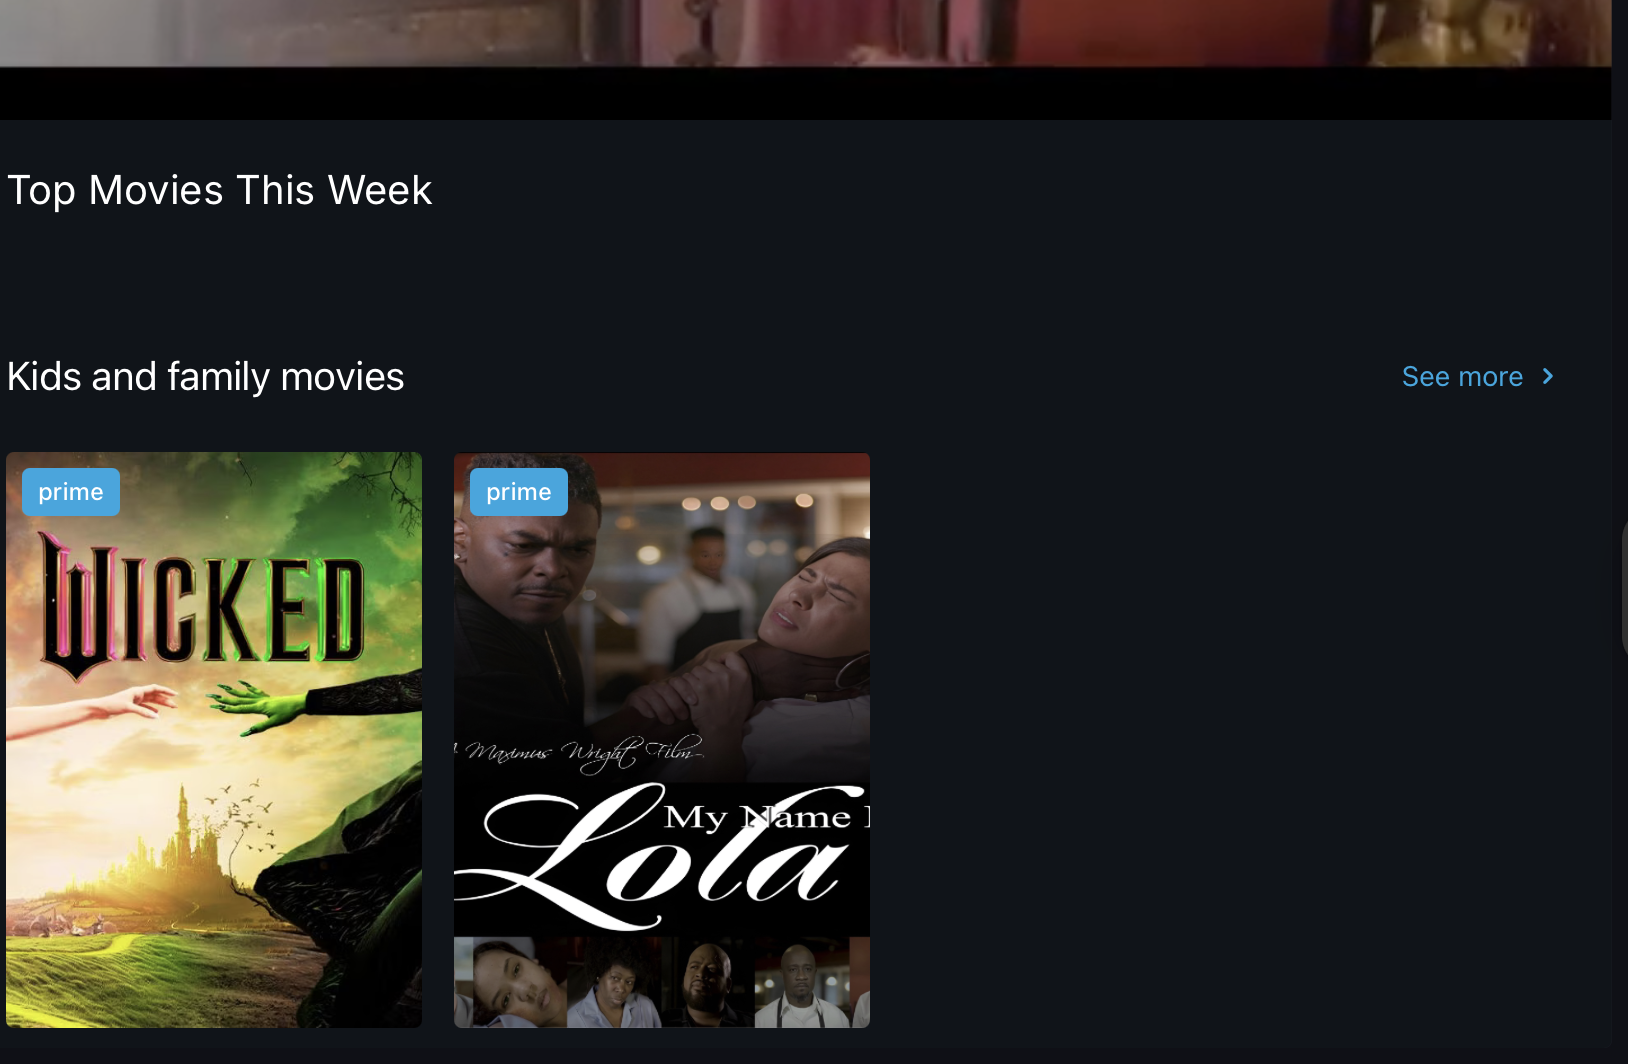 Top Movies This Week
Kids and family movies
See more
prime
WICKED
prime
Maximus Wright Film
My Name
Lola